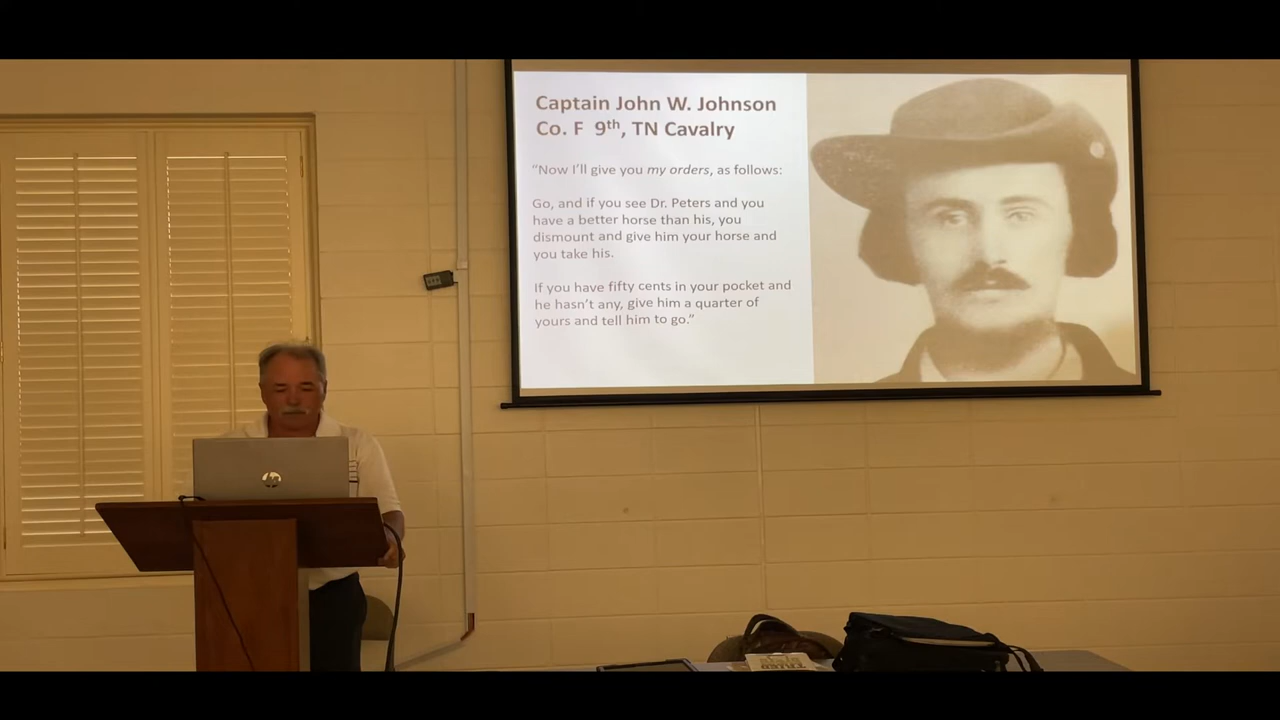 Captain John W. Johnson
Co. F 9th, TN Cavalry
“Now I’ll give you my orders, as follows:
Go, and if you see Dr. Peters and you
have a better horse than his, you
dismount and give him your horse and
you take his.
If you have fifty cents in your pocket and
he hasn’t any, give him a quarter of
yours and tell him to go.”
hp